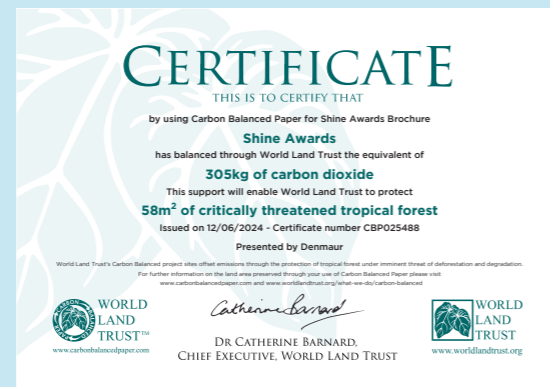 CERTIFICATE
THIS IS TO CERTIFY THAT
by using Carbon Balanced Paper for Shine Awards Brochure
Shine Awards
has balanced through World Land Trust the equivalent of
305kg of carbon dioxide
This support will enable World Land Trust to protect
58m² of critically threatened tropical forest
Issued on 12/06/2024 - Certificate number CBP025488
Presented by Denmaur
World Land Trust's Carbon Balanced project sites offset emissions through the protection of tropical forest under imminent threat of deforestation and degradation.
For further information on the land area preserved through your use of Carbon Balanced Paper please visit
www.carbonbalancedpaper.com and www.worldlandtrust.org/what-we-do/carbon-balanced
CARBON BALANCED
WORLD
LAND
TRUST™
www.carbonbalancedpaper.com
Catherine Barnard
DR CATHERINE BARNARD,
CHIEF EXECUTIVE, WORLD LAND TRUST
WORLD
LAND
TRUST
www.worldlandtrust.org